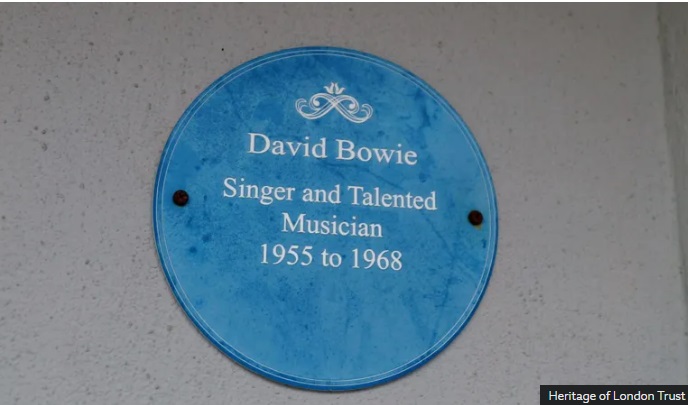 David Bowie
Singer and Talented
Musician
1955 to 1968
Heritage of London Trust